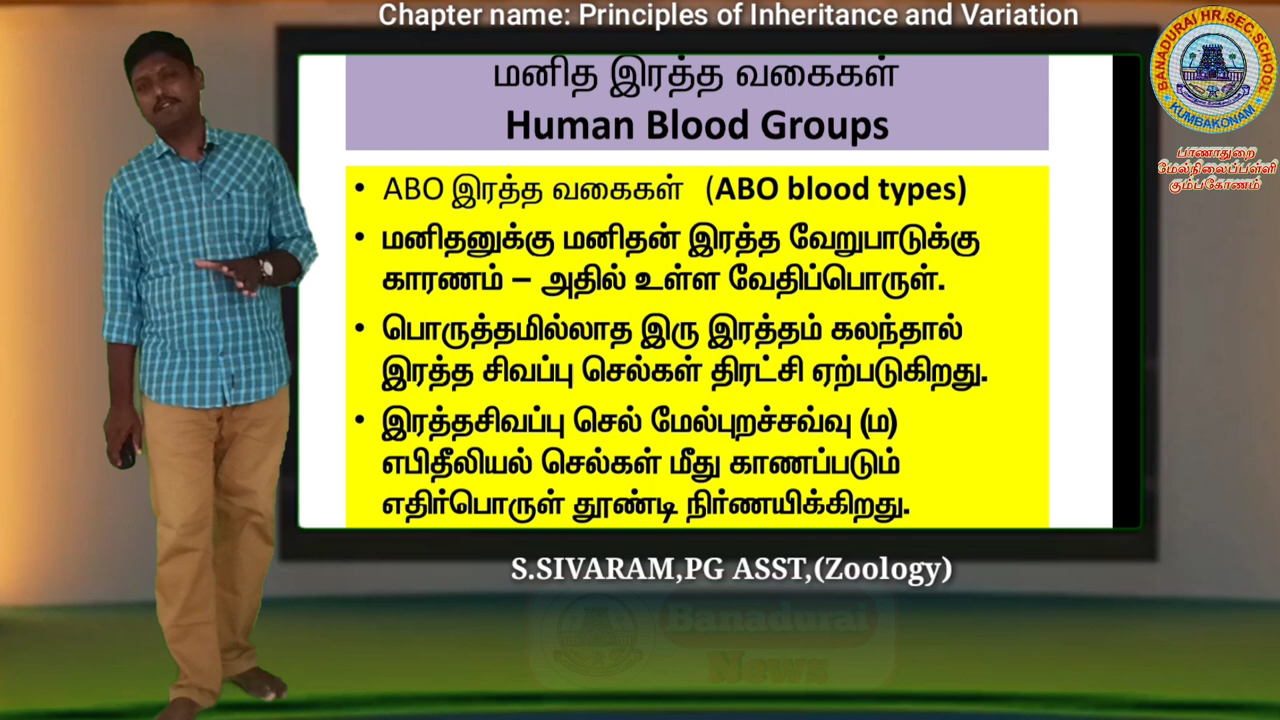 Chapter name: Principles of Inheritance and Variation
மனித இரத்த வகைகள்
Human Blood Groups
• ABO இரத்த வகைகள் (ABO blood types)
• மனிதனுக்கு மனிதன் இரத்த வேறுபாடுக்கு
காரணம் – அதில் உள்ள வேதிப்பொருள்.
• பொருத்தமில்லாத இரு இரத்தம் கலந்தால்
இரத்த சிவப்பு செல்கள் திரட்சி ஏற்படுகிறது.
• இரத்தசிவப்பு செல் மேல்புறச்சவ்வு (ம)
எபிதீலியல் செல்கள் மீது காணப்படும்
எதிர்பொருள் தூண்டி நிர்ணயிக்கிறது.
BANADURAI HR.SEC.SCHOOL
KUMBAKONAM
பாணாதுறை
மேல்நிலைப்பள்ளி
கும்பகோணம்
S.SIVARAM,PG ASST,(Zoology)
Banadurai
News